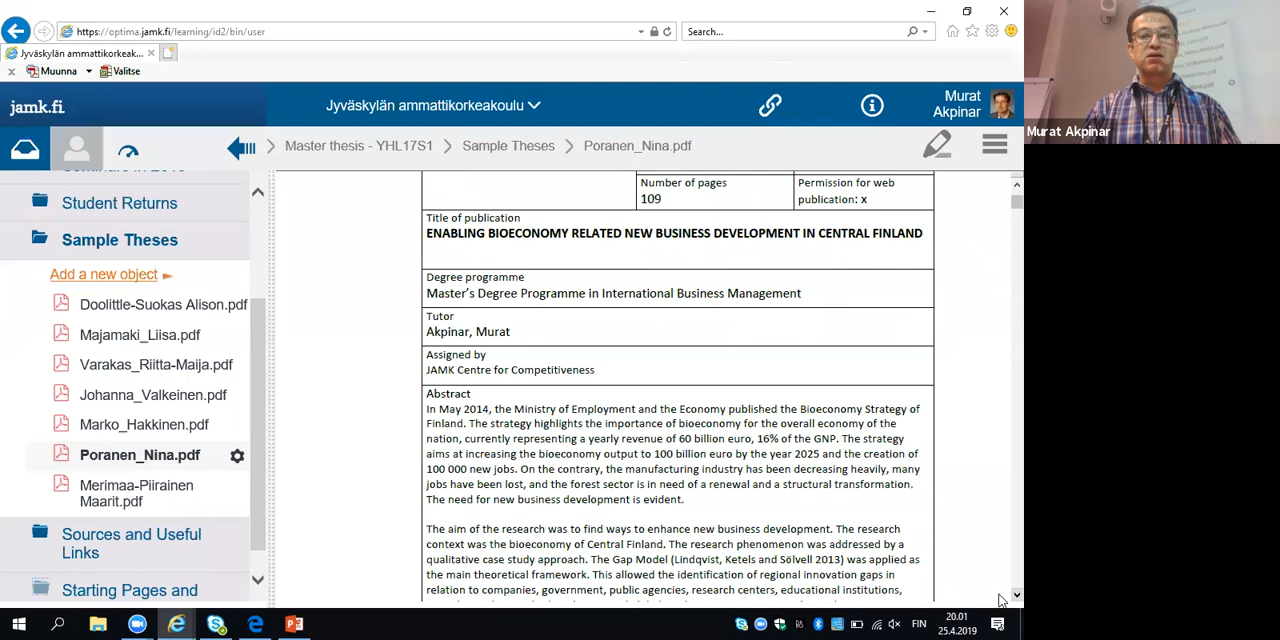 https://optima.jamk.fi/learning/id2/bin/user
Search...
Jyväskylän ammattikorkeakoulu
Muunna
Valitse
jamk.fi
Jyväskylän ammattikorkeakoulu
Murat
Akpinar
Murat Akpinar
Master thesis - YHL17S1
Sample Theses
Poranen_Nina.pdf
Student Returns
Sample Theses
Add a new object
Doolittle-Suokas Alison.pdf
Majamaki_Liisa.pdf
Varakas_Riitta-Maija.pdf
Johanna_Valkeinen.pdf
Marko_Hakkinen.pdf
Poranen_Nina.pdf
Merimaa-Piirainen
Maarit.pdf
Sources and Useful
Links
Starting Pages and
Number of pages
109
Permission for web
publication: x
Title of publication
ENABLING BIOECONOMY RELATED NEW BUSINESS DEVELOPMENT IN CENTRAL FINLAND
Degree programme
Master's Degree Programme in International Business Management
Tutor
Akpinar, Murat
Assigned by
JAMK Centre for Competitiveness
Abstract
In May 2014, the Ministry of Employment and the Economy published the Bioeconomy Strategy of
Finland. The strategy highlights the importance of bioeconomy for the overall economy of the
nation, currently representing a yearly revenue of 60 billion euro, 16% of the GNP. The strategy
aims at increasing the bioeconomy output to 100 billion euro by the year 2025 and the creation of
100 000 new jobs. On the contrary, the manufacturing industry has been decreasing heavily, many
jobs have been lost, and the forest sector is in need of a renewal and a structural transformation.
The need for new business development is evident.
The aim of the research was to find ways to enhance new business development. The research
context was the bioeconomy of Central Finland. The research phenomenon was addressed by a
qualitative case study approach. The Gap Model (Lindqvist, Ketels and Sölvell 2013) was applied as
the main theoretical framework. This allowed the identification of regional innovation gaps in
relation to companies, government, public agencies, research centers, educational institutions,
FIN
20.01
25.4.2019